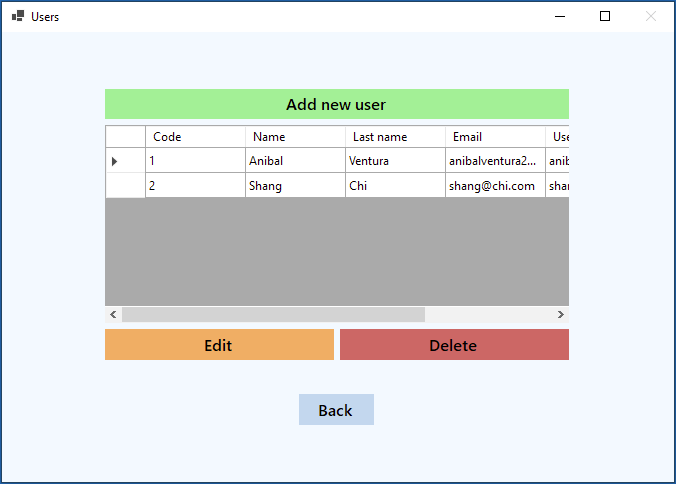 Users
Add new user
Code Name Last name Email Use
1 Anibal Ventura anibalventura2... anib
2 Shang Chi shang@chi.com shar
Edit Delete
Back